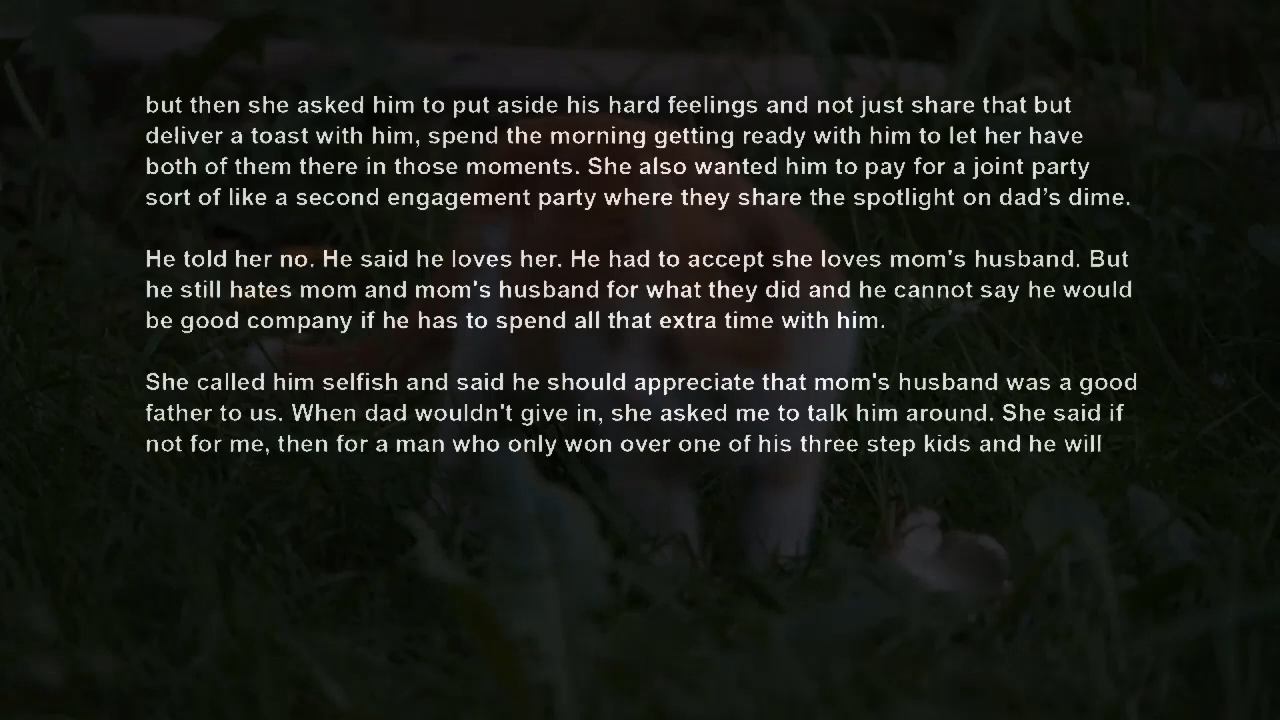 but then she asked him to put aside his hard feelings and not just share that but
deliver a toast with him, spend the morning getting ready with him to let her have
both of them there in those moments. She also wanted him to pay for a joint party
sort of like a second engagement party where they share the spotlight on dad’s dime.
He told her no. He said he loves her. He had to accept she loves mom's husband. But
he still hates mom and mom's husband for what they did and he cannot say he would
be good company if he has to spend all that extra time with him.
She called him selfish and said he should appreciate that mom's husband was a good
father to us. When dad wouldn't give in, she asked me to talk him around. She said if
not for me, then for a man who only won over one of his three step kids and he will